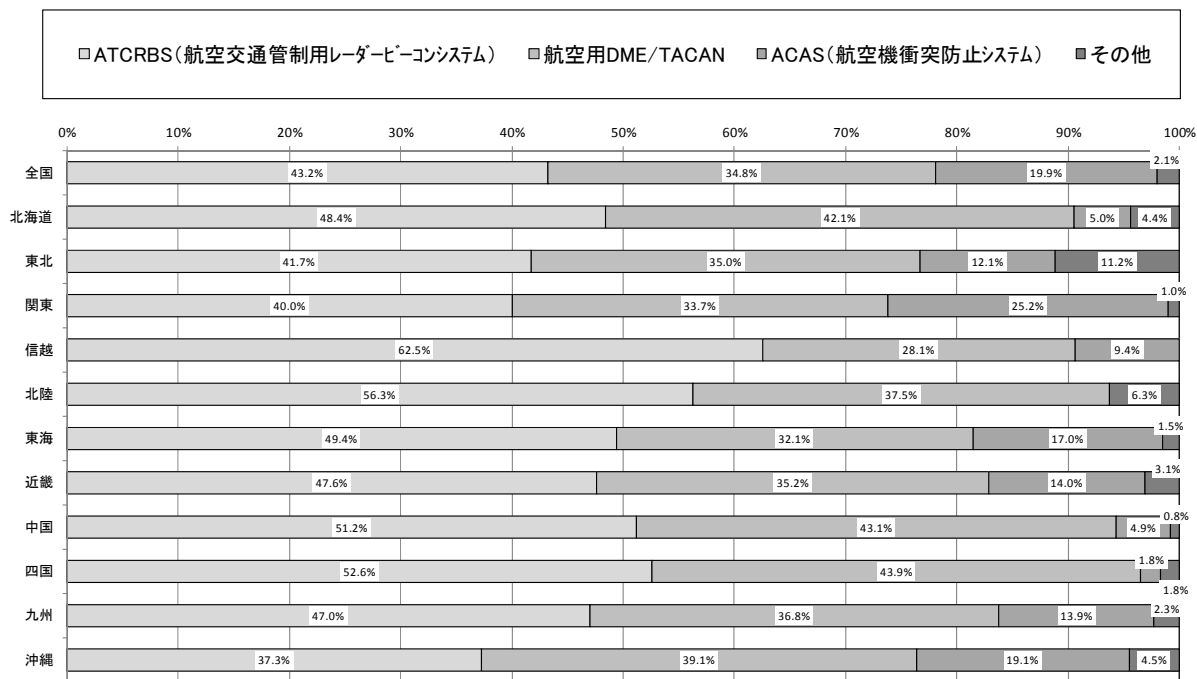 □ATCRBS（航空交通管制用レーダービーコンシステム） □航空用DME/TACAN □ACAS（航空機衝突防止システム） ■その他
0% 10% 20% 30% 40% 50% 60% 70% 80% 90% 100%
全国 43.2% 34.8% 19.9% 2.1%
北海道 48.4% 42.1% 5.0% 4.4%
東北 41.7% 35.0% 12.1% 11.2%
関東 40.0% 33.7% 25.2% 1.0%
信越 62.5% 28.1% 9.4%
北陸 56.3% 37.5% 6.3%
東海 49.4% 32.1% 17.0% 1.5%
近畿 47.6% 35.2% 14.0% 3.1%
中国 51.2% 43.1% 4.9% 0.8%
四国 52.6% 43.9% 1.8% 1.8%
九州 47.0% 36.8% 13.9% 2.3%
沖縄 37.3% 39.1% 19.1% 4.5%